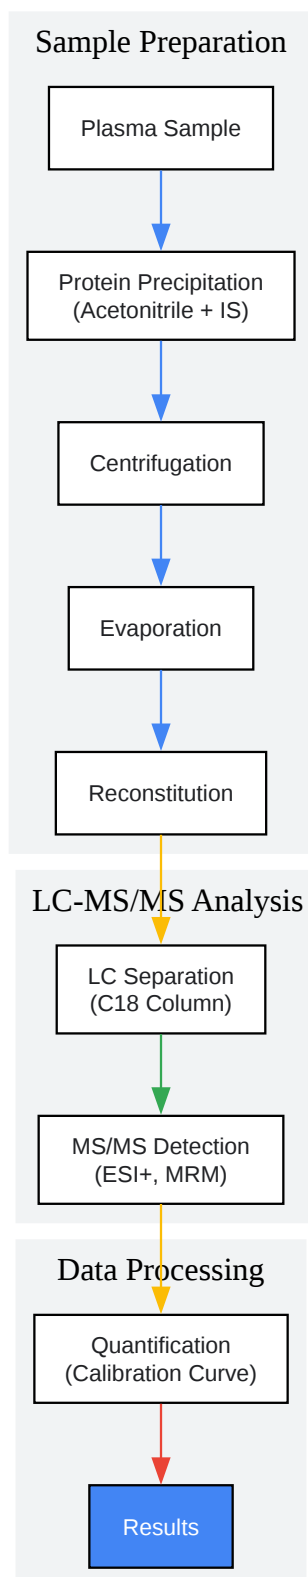 Sample Preparation
Plasma Sample
Protein Precipitation
(Acetonitrile + IS)
Centrifugation
Evaporation
Reconstitution
LC-MS/MS Analysis
LC Separation
(C18 Column)
MS/MS Detection
(ESI+, MRM)
Data Processing
Quantification
(Calibration Curve)
Results